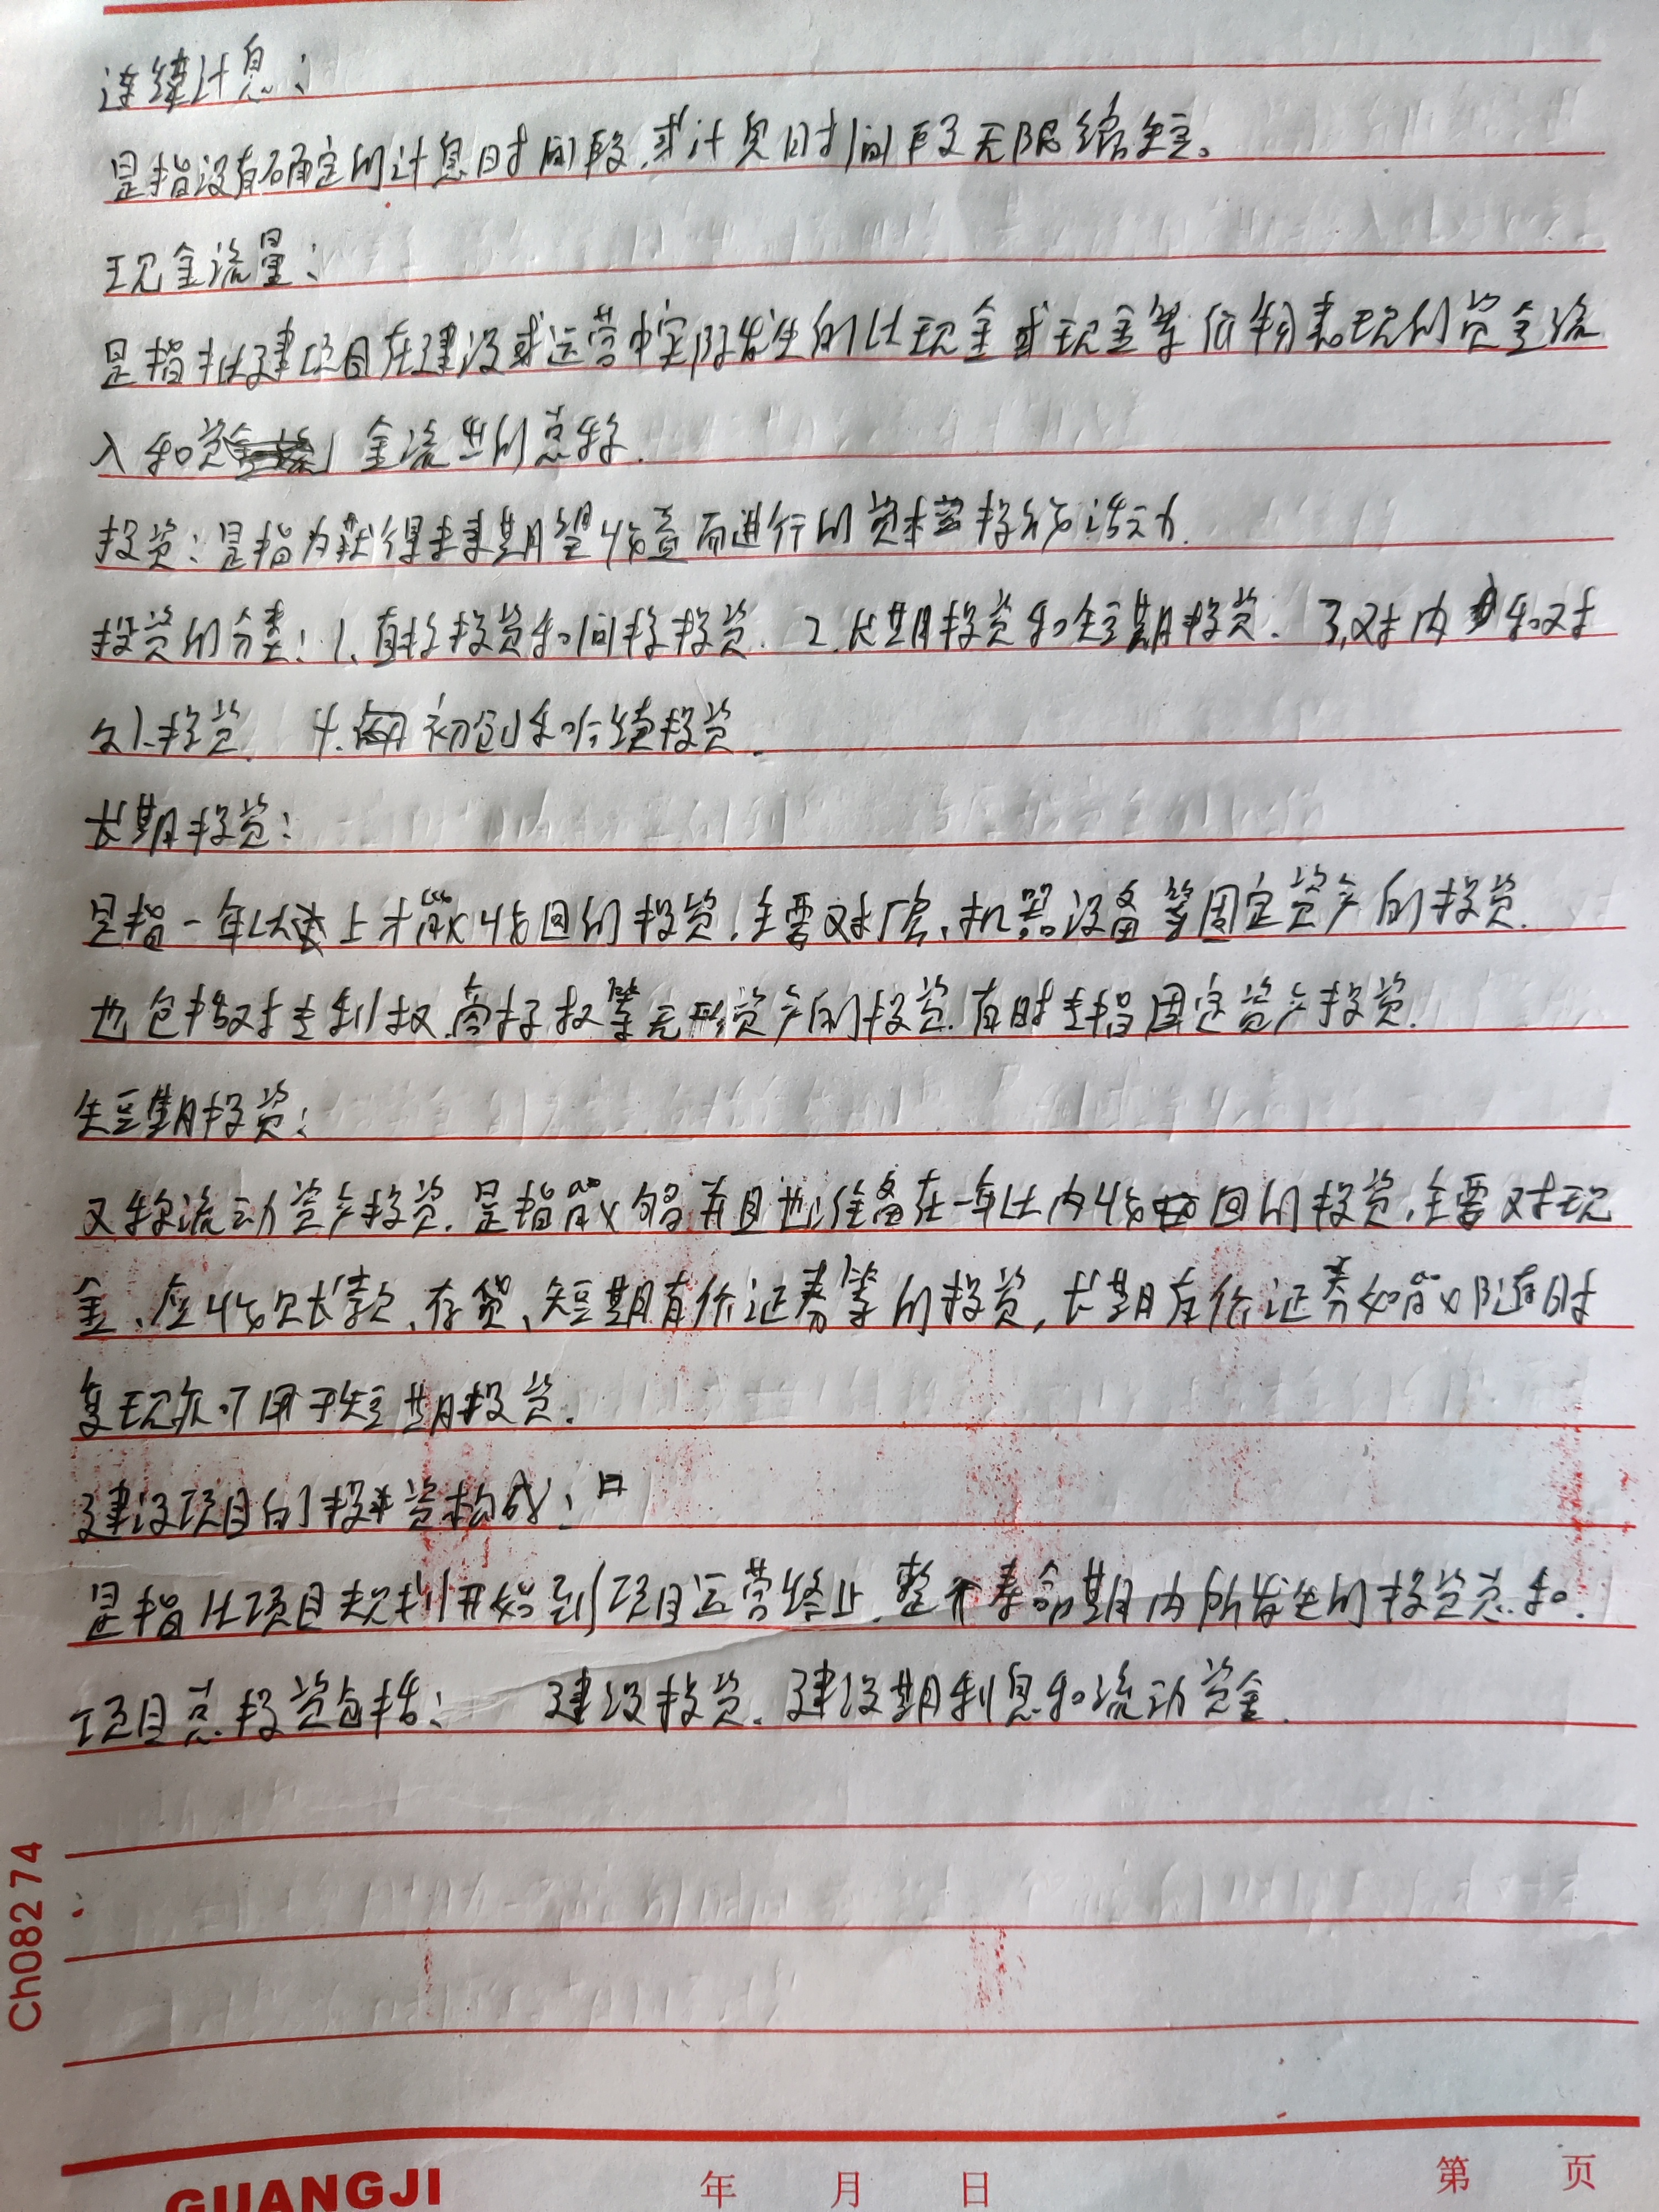 连续计息：
是指没有确定的计息时间段，或计息时间段无限缩短。
现金流量：
是指拟建项目在建设或运营中实际发生的以现金或现金等价物表现的资金流
入和资金流出的总称.
投资：是指为获得未来期望收益而进行的资本投放活动.
投资的分类：1.直接投资和间接投资. 2.长期投资和短期投资. 3.对内和对
外投资. 4.初创和后续投资.
长期投资：
是指一年以上才能收回的投资，主要对厂房、机器设备等固定资产的投资.
也包括对专利权、商标权等无形资产的投资.有时专指固定资产投资.
短期投资：
又称流动资产投资.是指能够并且也准备在一年以内收回的投资，主要对现
金、应收账款、存货、短期有价证券等的投资，长期有价证券如能随时
变现亦可用于短期投资.
建设项目的投资构成：
是指从项目规划开始到项目运营终止，整个寿命期内所发生的投资总和.
项目总投资包括： 建设投资、建设期利息和流动资金.
Ch08274
GUANGJI 年 月 日 第 页